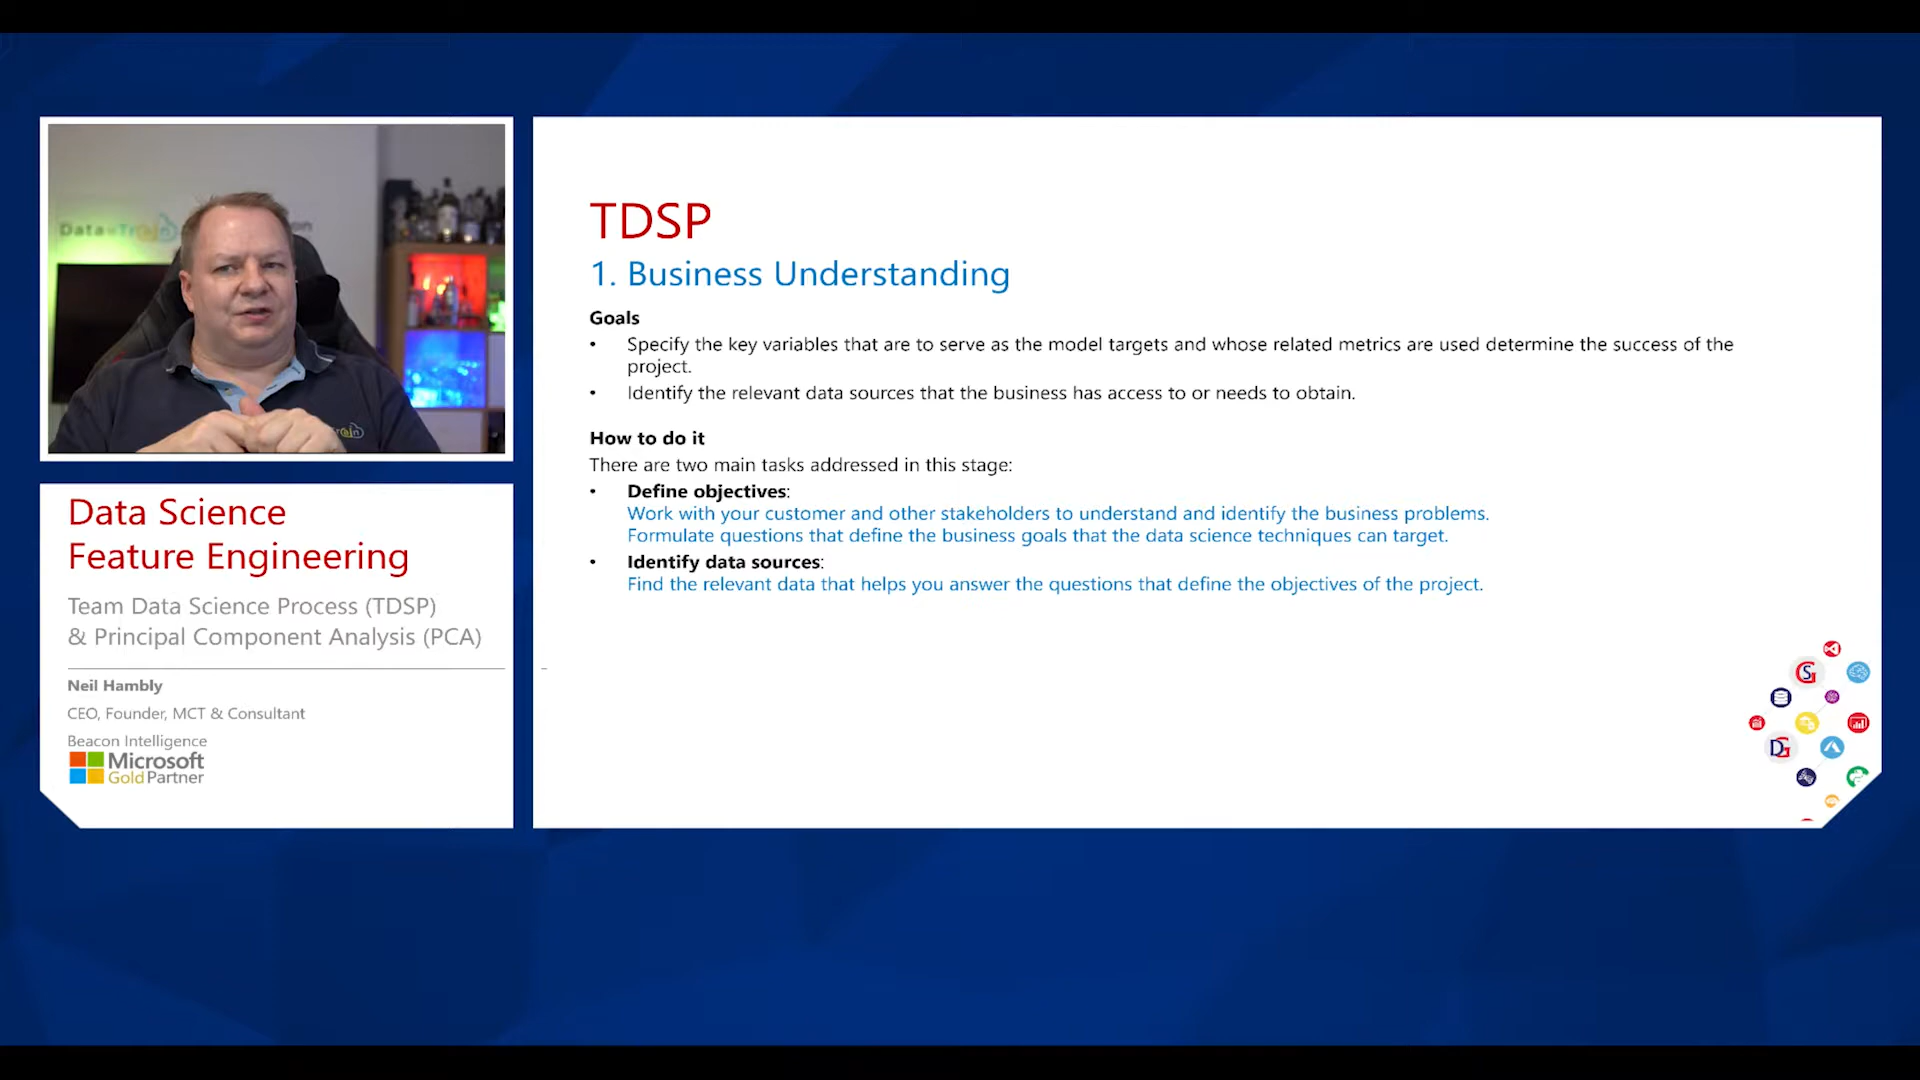 Data Train
TDSP
1. Business Understanding
Goals
• Specify the key variables that are to serve as the model targets and whose related metrics are used determine the success of the
project.
• Identify the relevant data sources that the business has access to or needs to obtain.
How to do it
There are two main tasks addressed in this stage:
• Define objectives:
Work with your customer and other stakeholders to understand and identify the business problems.
Formulate questions that define the business goals that the data science techniques can target.
• Identify data sources:
Find the relevant data that helps you answer the questions that define the objectives of the project.
Data Science
Feature Engineering
Team Data Science Process (TDSP)
& Principal Component Analysis (PCA)
Neil Hambly
CEO, Founder, MCT & Consultant
Beacon Intelligence
Microsoft
Gold Partner
SG
DG